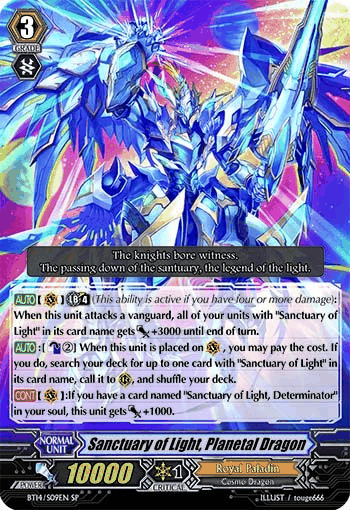 3
GRADE
The knights bore witness.
The passing down of the santuary, the legend of the light.
AUTO [ ] LB 4 (This ability is active if you have four or more damage):
When this unit attacks a vanguard, all of your units with "Sanctuary of
Light" in its card name gets +3000 until end of turn.
AUTO :[ ②] When this unit is placed on , you may pay the cost. If
you do, search your deck for up to one card with "Sanctuary of Light" in
its card name, call it to , and shuffle your deck.
CONT [ ]:If you have a card named "Sanctuary of Light, Determinator"
in your soul, this unit gets +1000.
NORMAL
UNIT
Sanctuary of Light, Planetal Dragon
POWER
10000
1
CRITICAL
Royal Paladin
Cosmo Dragon
BT14/S09EN SP
ILLUST / touge666